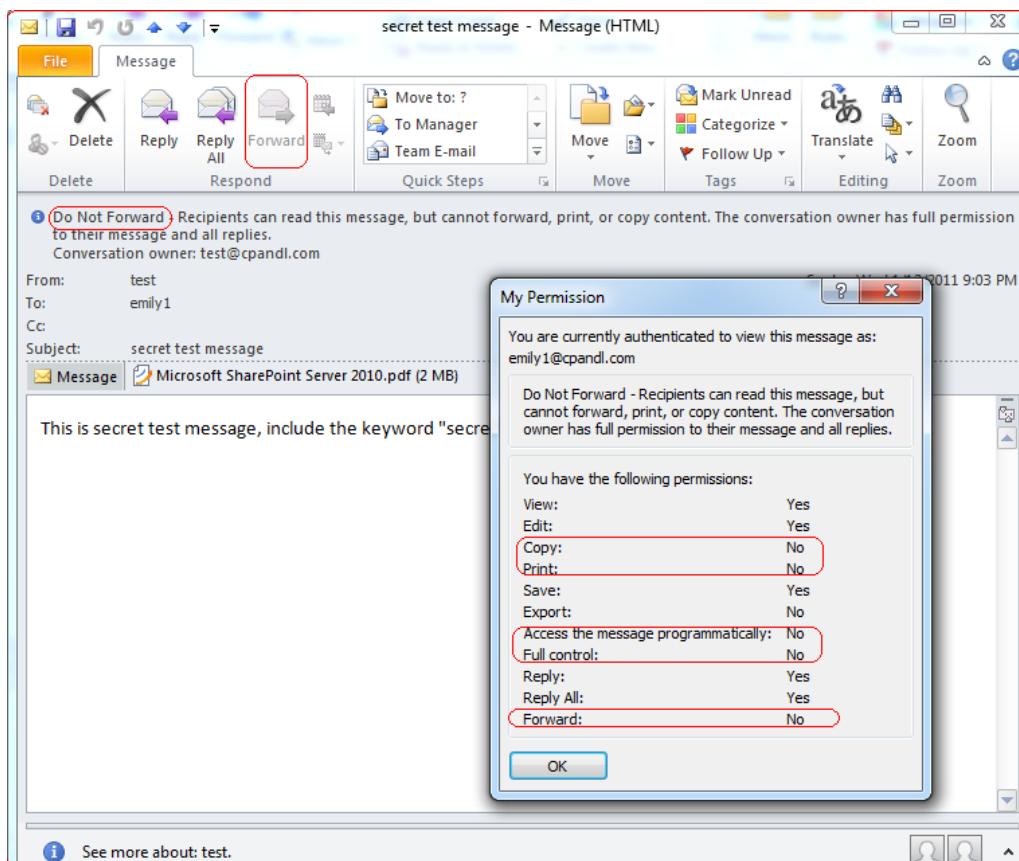 secret test message - Message (HTML)
File Message
Delete Reply Reply All Forward
Move to: ?
To Manager
Team E-mail
Move
Mark Unread
Categorize
Follow Up
Translate
Zoom
Delete Respond Quick Steps Move Tags Editing Zoom
Do Not Forward - Recipients can read this message, but cannot forward, print, or copy content. The conversation owner has full permission
to their message and all replies.
Conversation owner: test@cpandl.com
From: test 2011 9:03 PM
To: emily1
Cc:
Subject: secret test message
Message Microsoft SharePoint Server 2010.pdf (2 MB)
This is secret test message, include the keyword "secre
My Permission
You are currently authenticated to view this message as:
emily1@cpandl.com
Do Not Forward - Recipients can read this message, but
cannot forward, print, or copy content. The conversation
owner has full permission to their message and all replies.
You have the following permissions:
View: Yes
Edit: Yes
Copy: No
Print: No
Save: Yes
Export: No
Access the message programmatically: No
Full control: No
Reply: Yes
Reply All: Yes
Forward: No
OK
See more about: test.